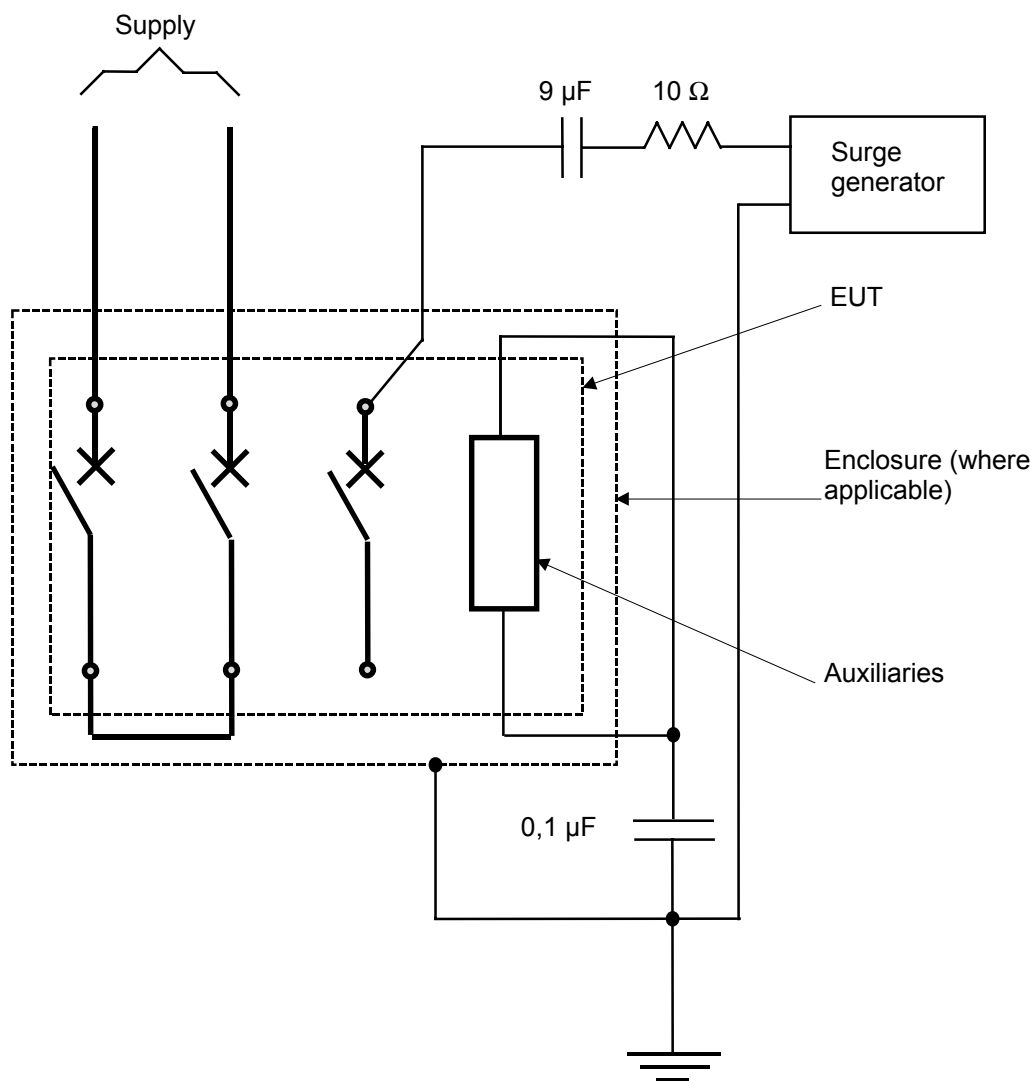 Supply
9 µF
10 Ω
Surge
generator
EUT
Enclosure (where
applicable)
Auxiliaries
0,1 µF